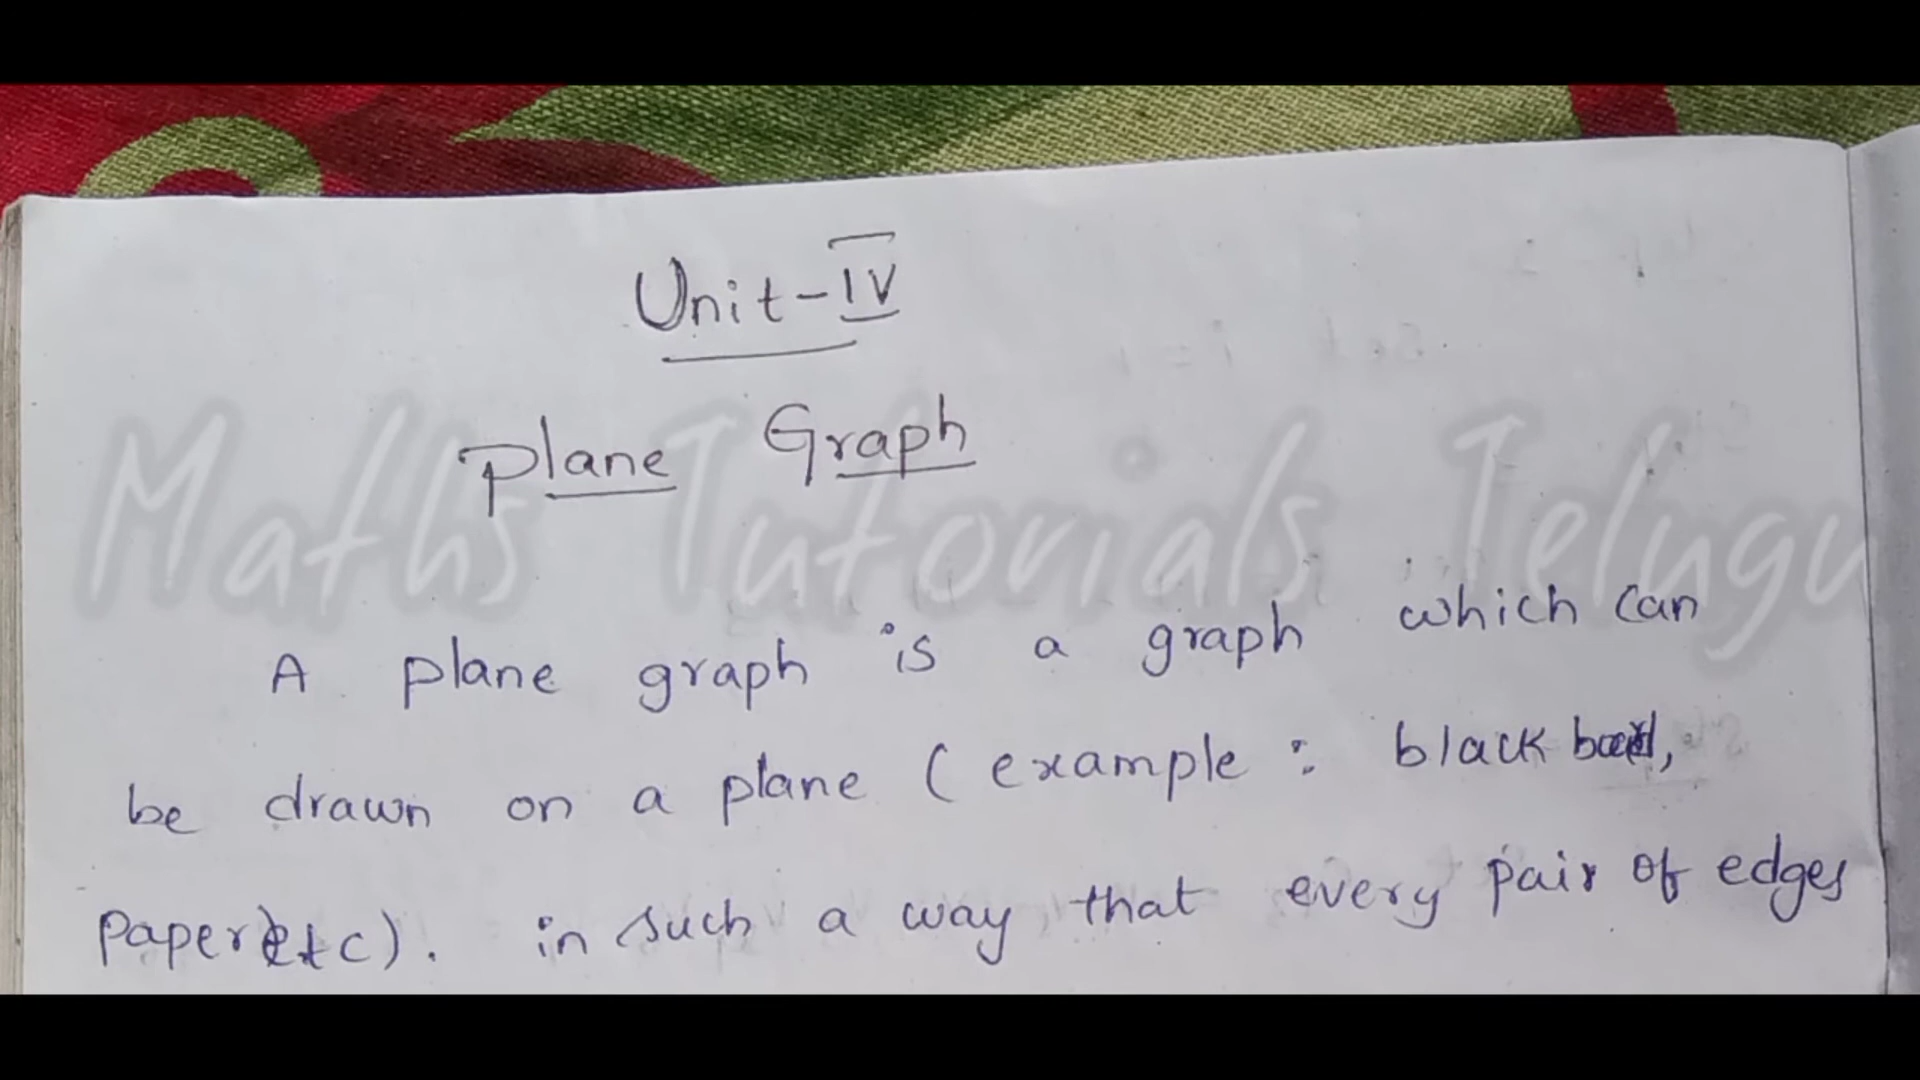 Unit-IV
Plane Graph
Maths Tutorials Telugu
A plane graph is a graph which can
be drawn on a plane (example : black board,
paper etc). in such a way that every pair of edges